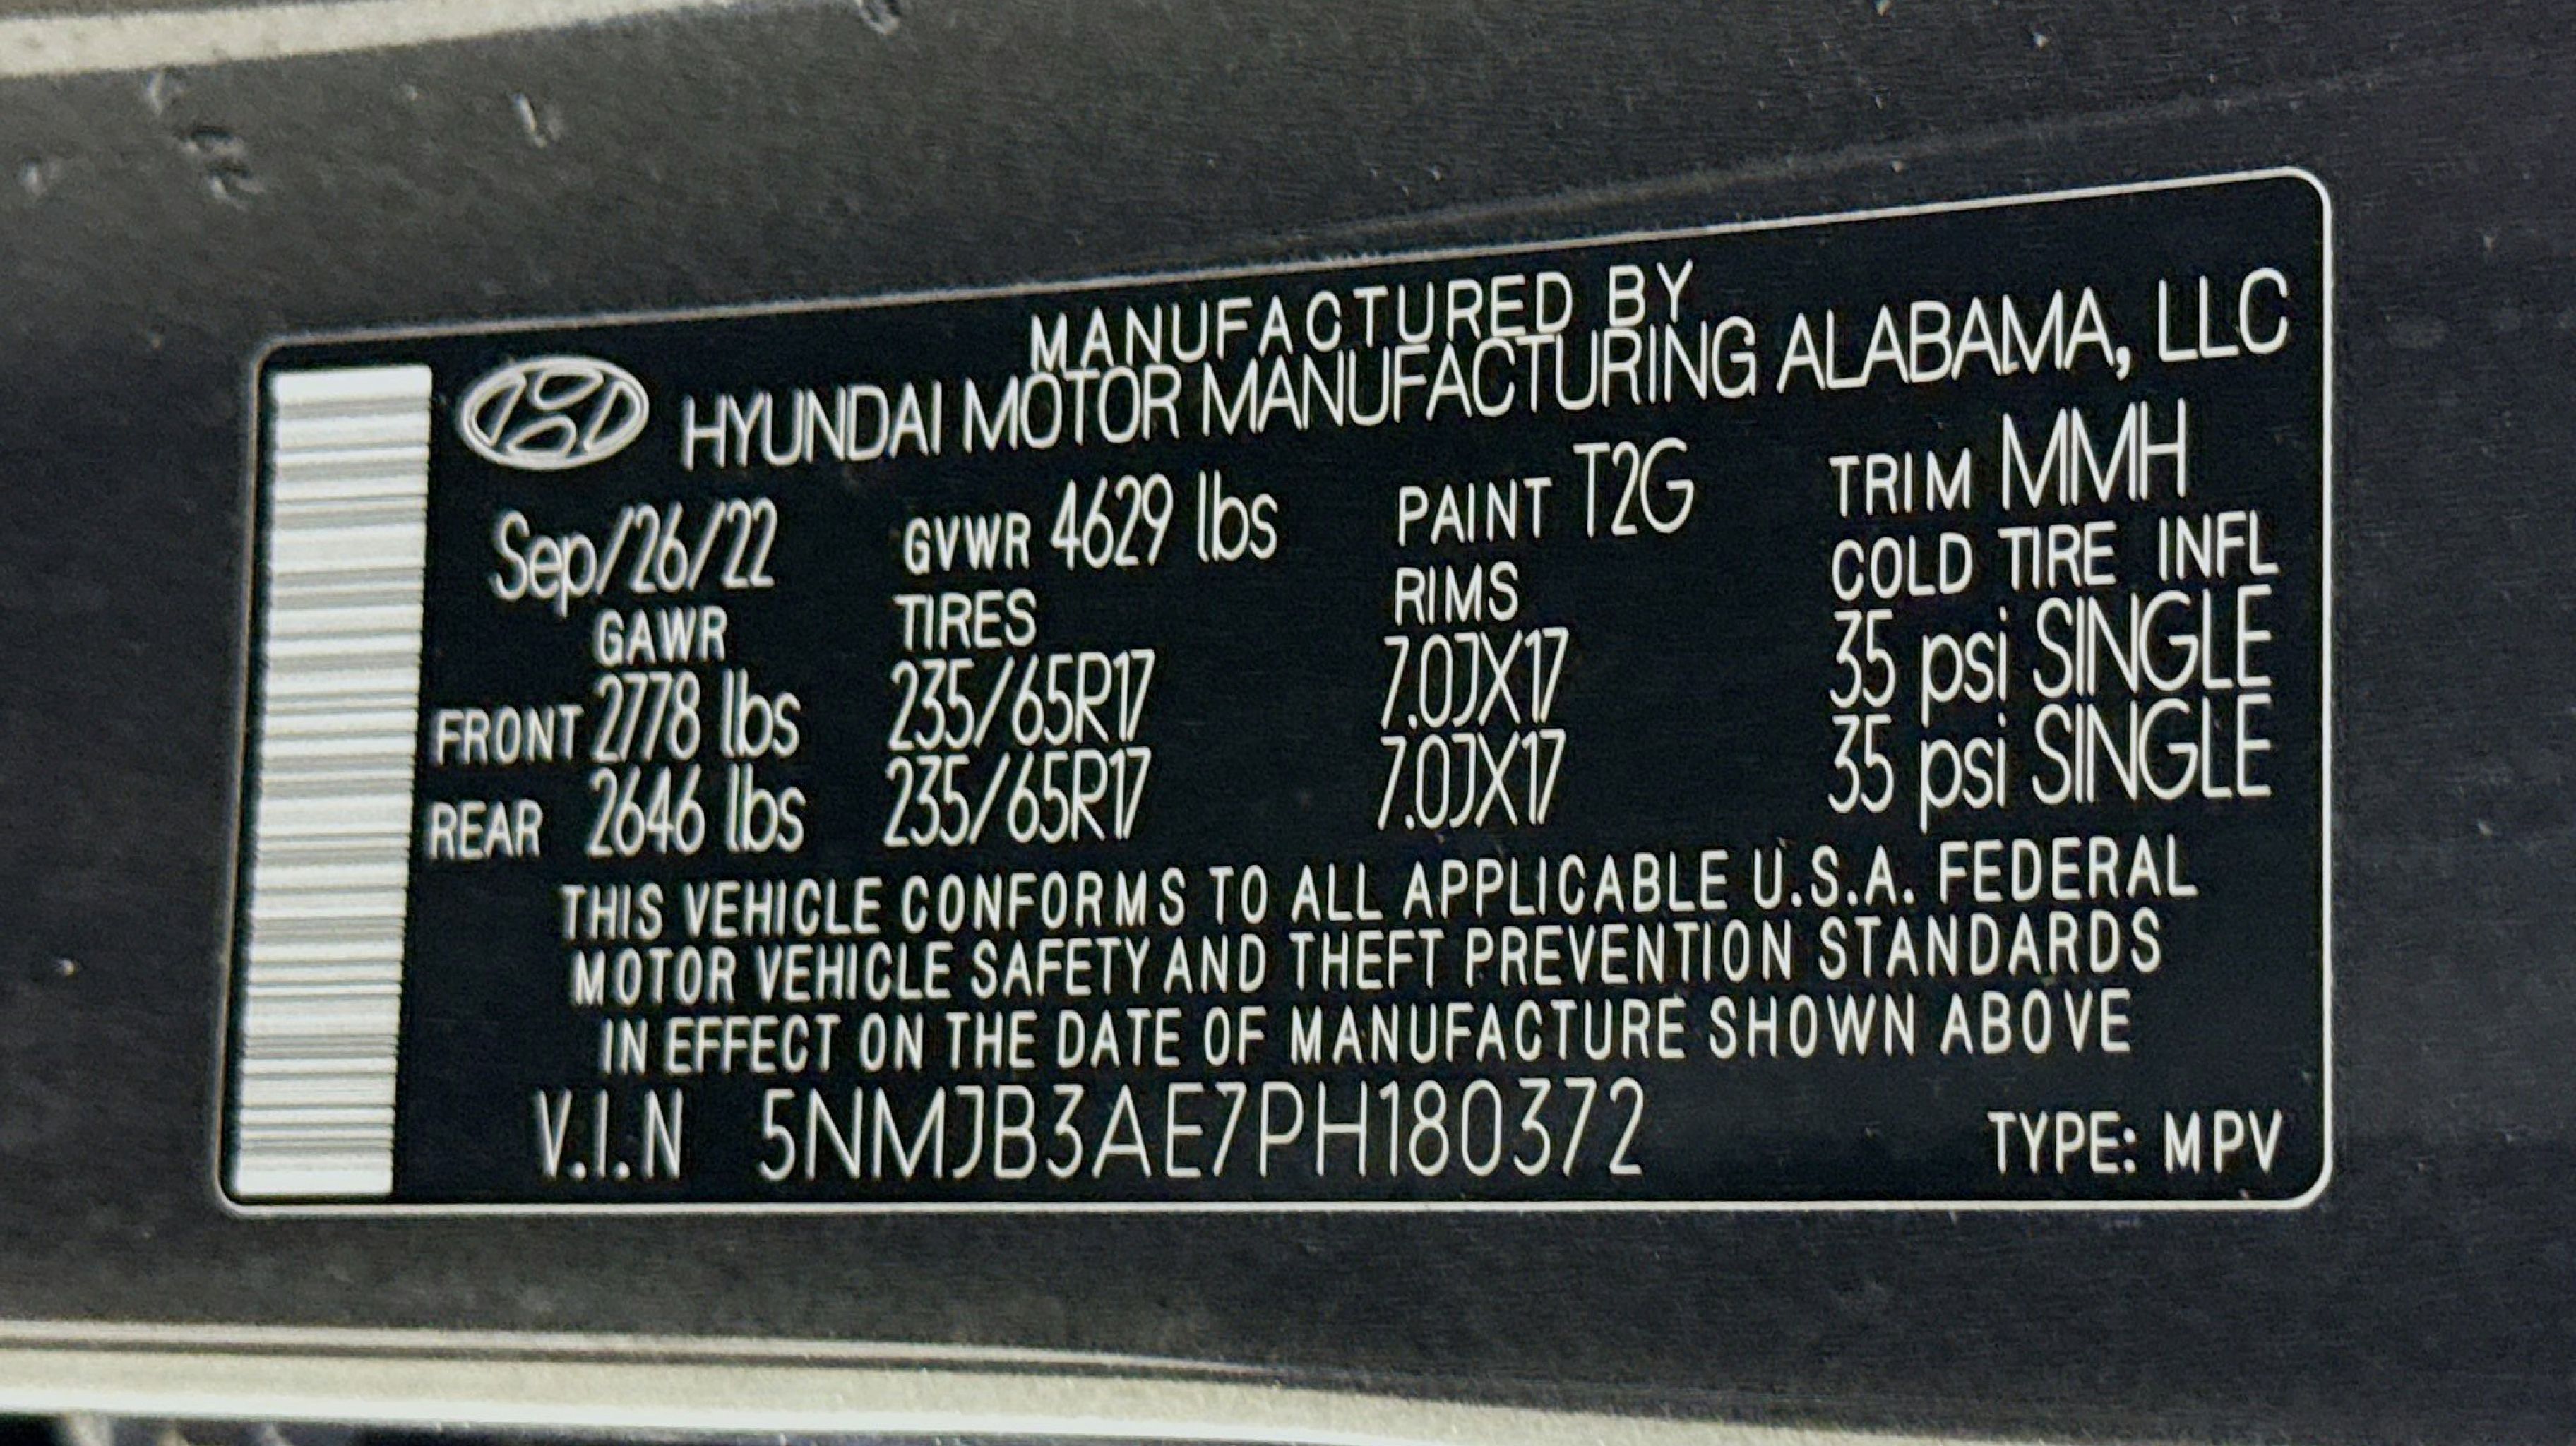 MANUFACTURED BY
HYUNDAI MOTOR MANUFACTURING ALABAMA, LLC
Sep/26/22 GVWR 4629 lbs PAINT T2G TRIM MMH
GAWR TIRES RIMS COLD TIRE INFL
FRONT 2778 lbs 235/65R17 7.0JX17 35 psi SINGLE
REAR 2646 lbs 235/65R17 7.0JX17 35 psi SINGLE
THIS VEHICLE CONFORMS TO ALL APPLICABLE U.S.A. FEDERAL
MOTOR VEHICLE SAFETY AND THEFT PREVENTION STANDARDS
IN EFFECT ON THE DATE OF MANUFACTURE SHOWN ABOVE
V.I.N 5NMJB3AE7PH180372 TYPE: MPV